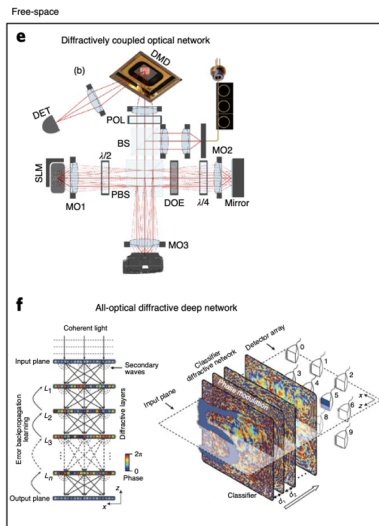 Free-space
e
Diffractively coupled optical network
(b)
DMD
DET
POL
BS
λ/2
MO2
SLM
MO1
PBS
DOE
λ/4
Mirror
MO3
f
All-optical diffractive deep network
Coherent light
Input plane
Secondary
waves
L1
L2
L3
Ln
Error backpropagation
learning
Diffractive layers
2π
0
Phase
Output plane
z
x
Input plane
Classifier
diffractive network
Detector array
0
1
2
3
4
5
6
8
9
x
z
d1
d2
Classifier